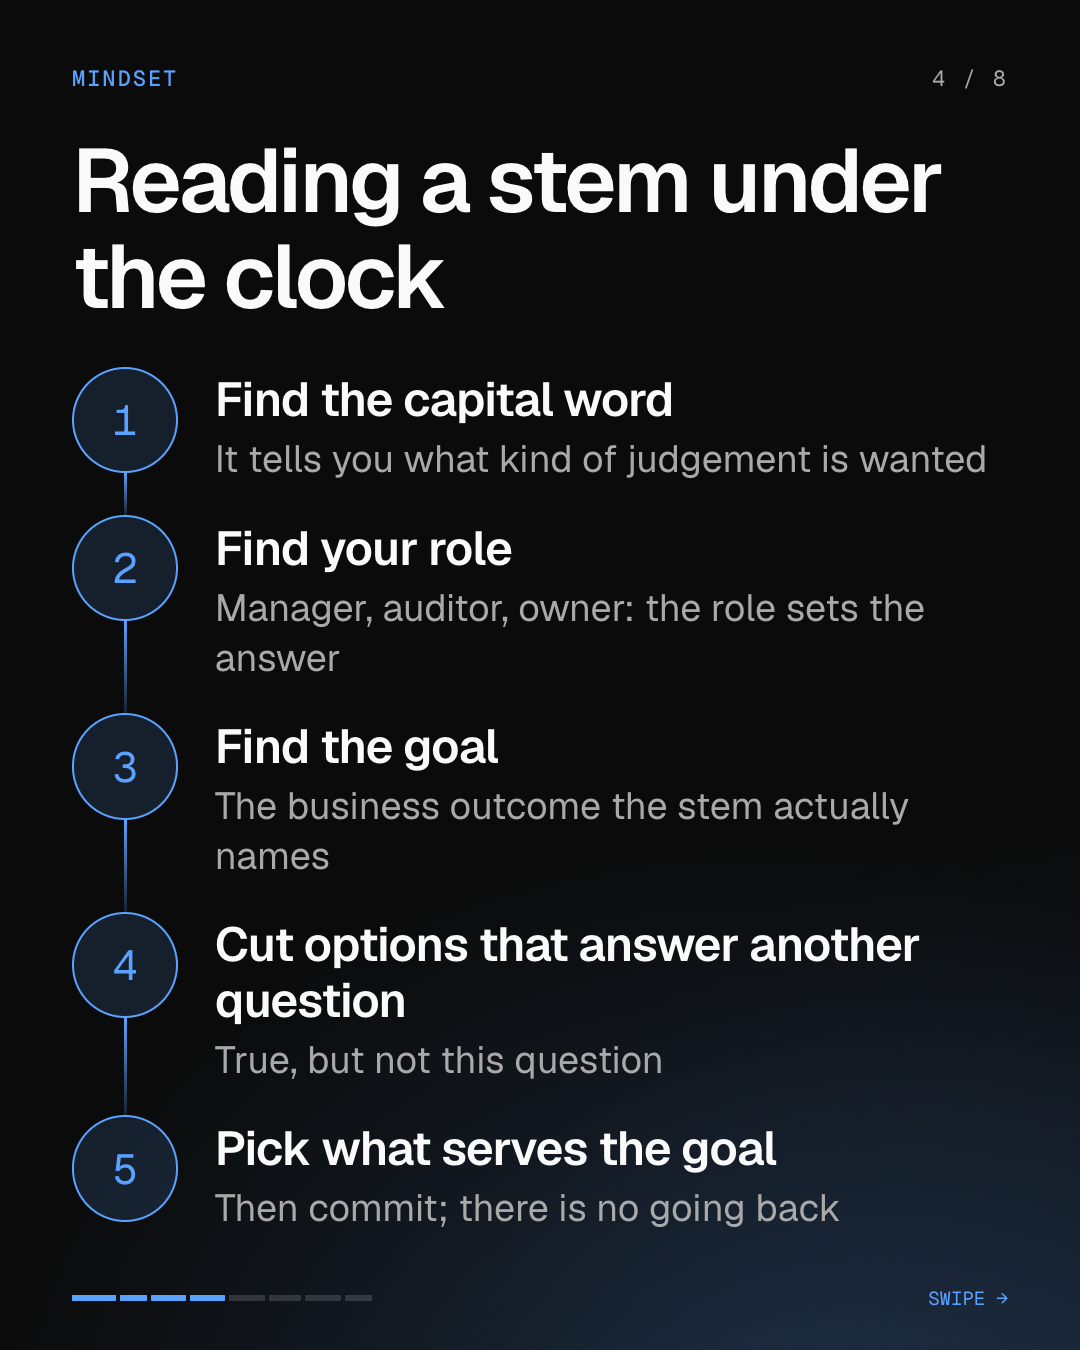 MINDSET
4 / 8
Reading a stem under
the clock
1
Find the capital word
It tells you what kind of judgement is wanted
2
Find your role
Manager, auditor, owner: the role sets the
answer
3
Find the goal
The business outcome the stem actually
names
4
Cut options that answer another
question
True, but not this question
5
Pick what serves the goal
Then commit; there is no going back
SWIPE →